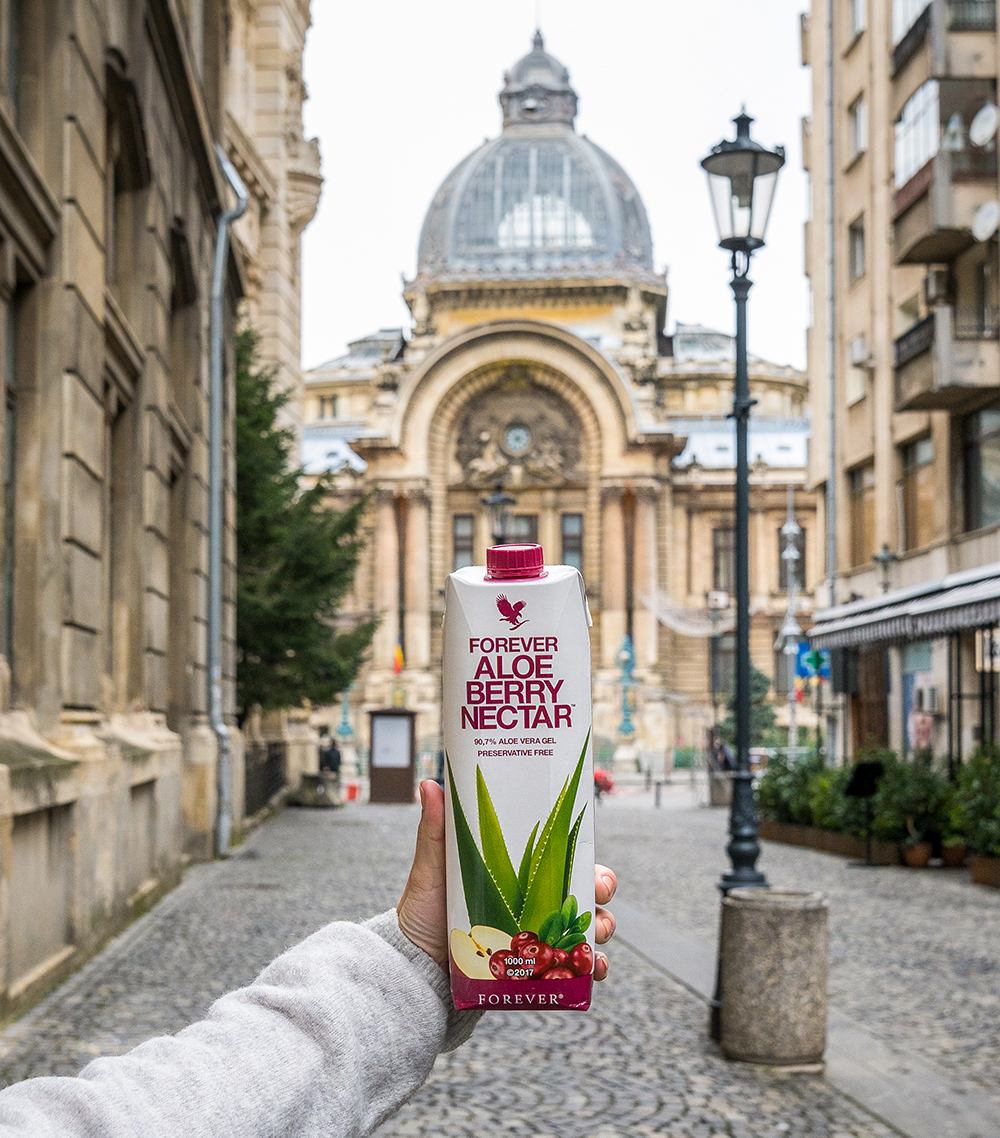 FOREVER
ALOE
BERRY
NECTAR™
90,7% ALOE VERA GEL
PRESERVATIVE FREE
1000 ml
©2017
FOREVER®